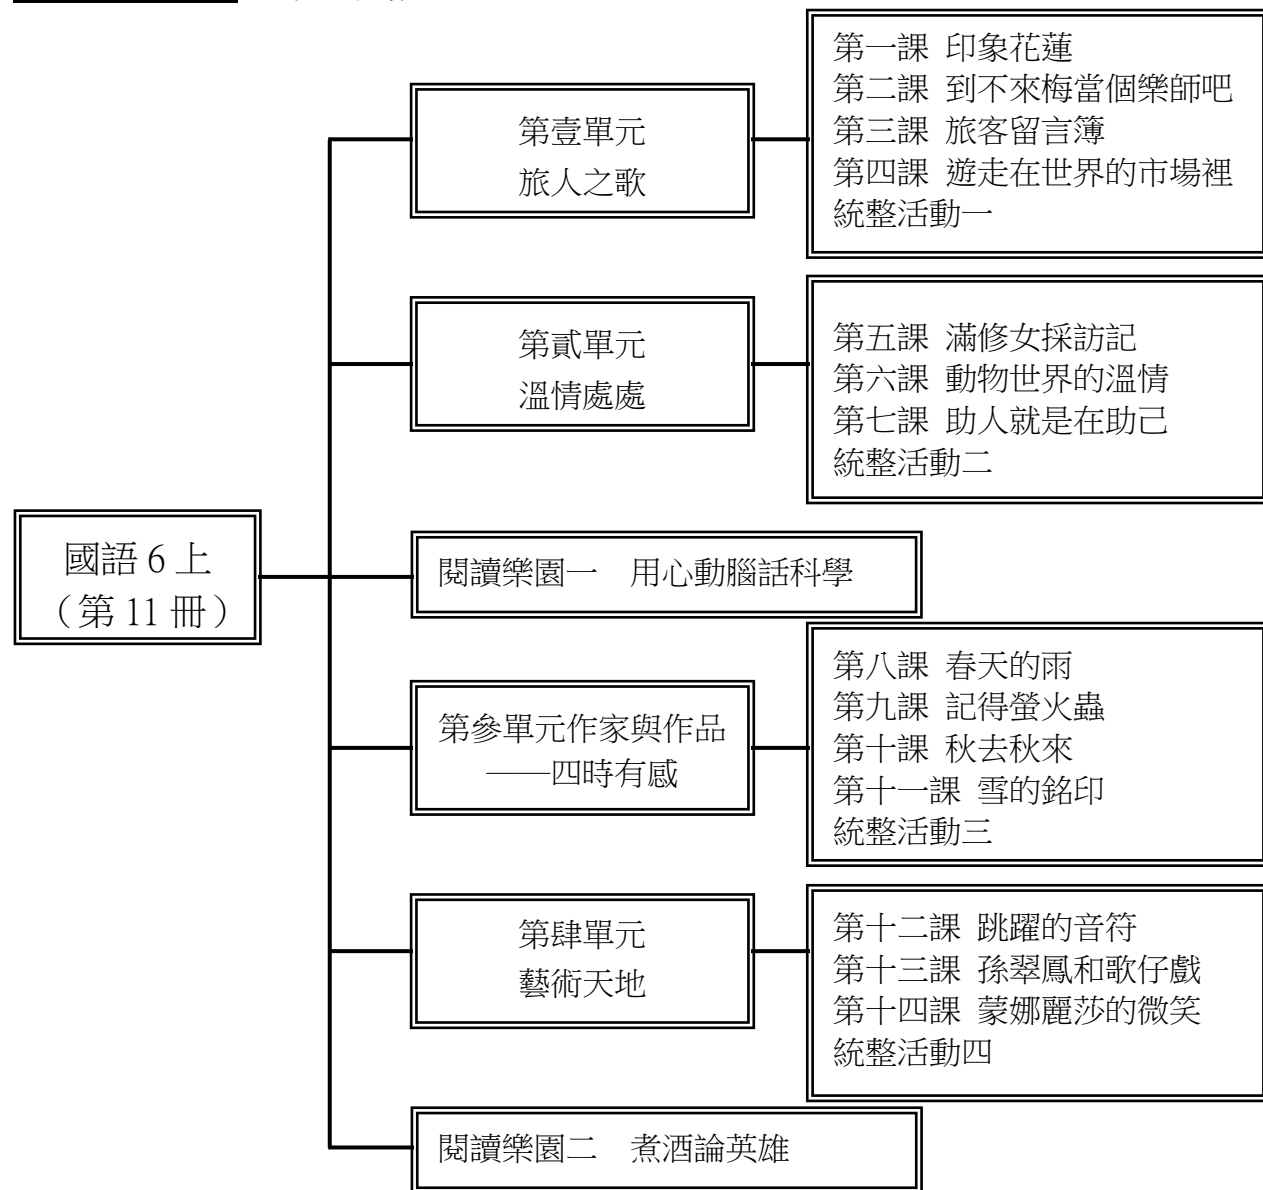 國語 6 上
（第 11 冊）
第壹單元
旅人之歌
第一課 印象花蓮
第二課 到不來梅當個樂師吧
第三課 旅客留言簿
第四課 遊走在世界的市場裡
統整活動一
第貳單元
溫情處處
第五課 滿修女採訪記
第六課 動物世界的溫情
第七課 助人就是在助己
統整活動二
閱讀樂園一　用心動腦話科學
第參單元作家與作品
——四時有感
第八課 春天的雨
第九課 記得螢火蟲
第十課 秋去秋來
第十一課 雪的銘印
統整活動三
第肆單元
藝術天地
第十二課 跳躍的音符
第十三課 孫翠鳳和歌仔戲
第十四課 蒙娜麗莎的微笑
統整活動四
閱讀樂園二　煮酒論英雄